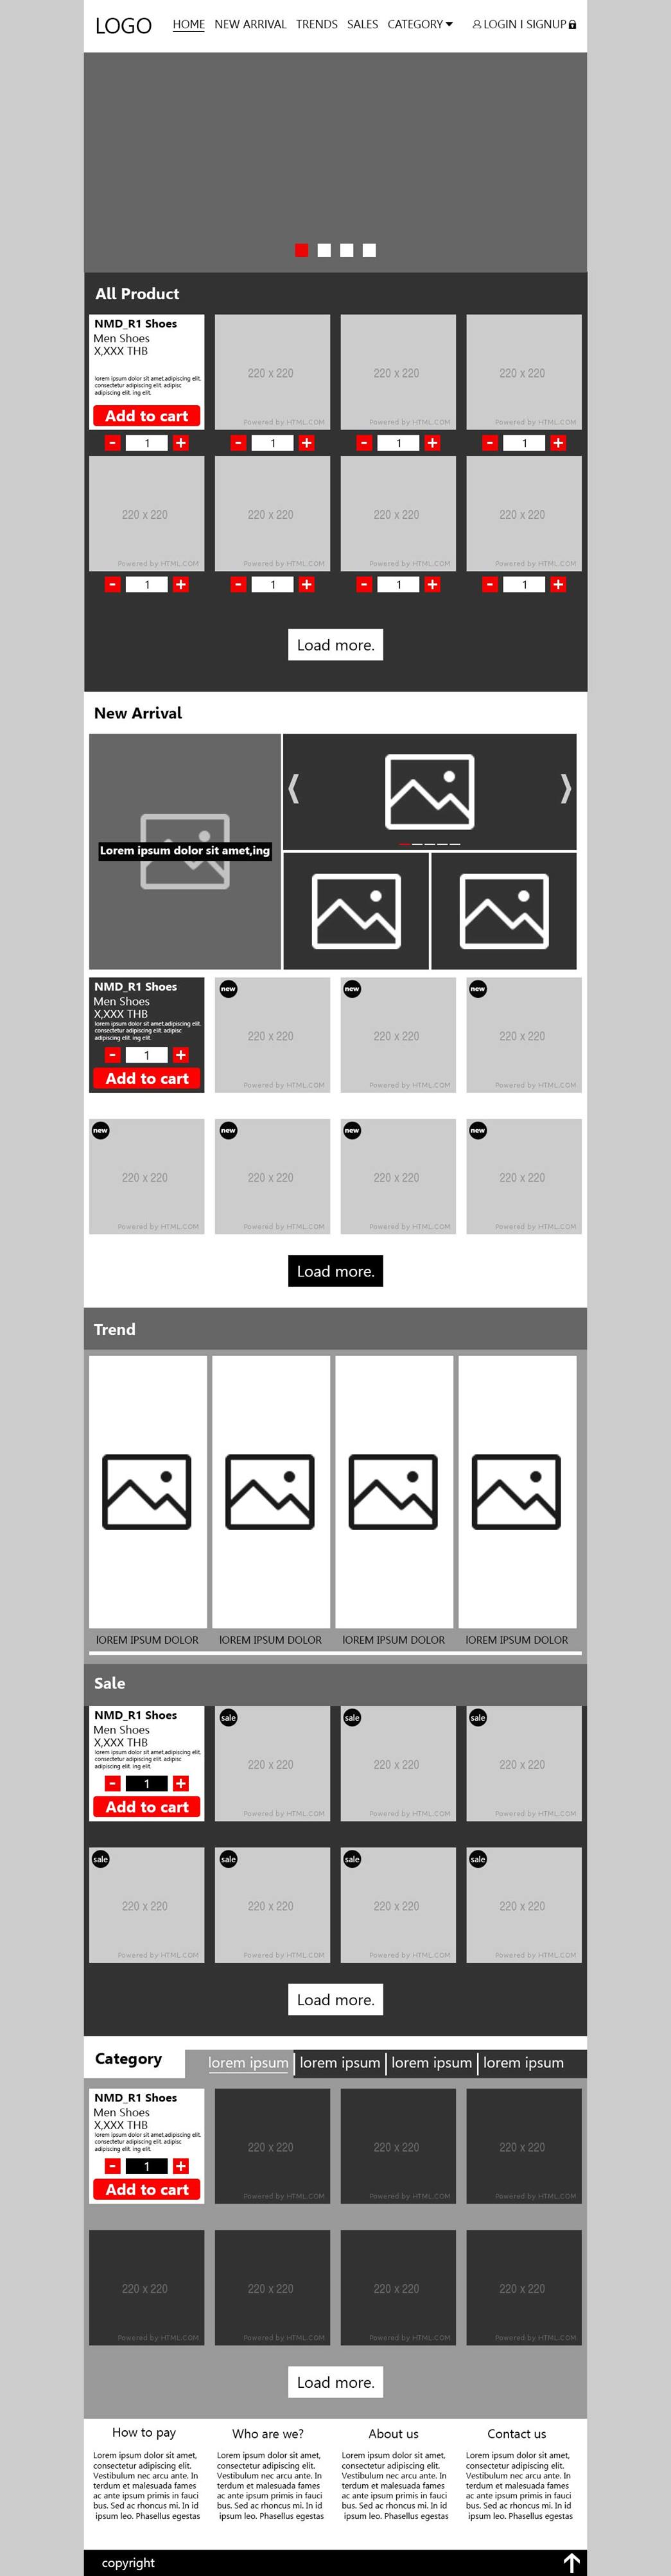 LOGO HOME NEW ARRIVAL TRENDS SALES CATEGORY LOGIN I SIGNUP
All Product
NMD_R1 Shoes
Men Shoes
X,XXX THB
lorem ipsum dolor sit amet,adipiscing elit.
consectetur adipiscing elit. adipisc
adipiscing elit. ing elit.
Add to cart
220 x 220
Powered by HTML.COM
220 x 220
Powered by HTML.COM
220 x 220
Powered by HTML.COM
- 1 + - 1 + - 1 + - 1 +
220 x 220 220 x 220 220 x 220 220 x 220
Powered by HTML.COM Powered by HTML.COM Powered by HTML.COM Powered by HTML.COM
- 1 + - 1 + - 1 + - 1 +
Load more.
New Arrival
Lorem ipsum dolor sit amet,ing
NMD_R1 Shoes
Men Shoes
X,XXX THB
lorem ipsum dolor sit amet,adipiscing elit.
consectetur adipiscing elit. adipisc
adipiscing elit. ing elit.
- 1 +
Add to cart
new
220 x 220
Powered by HTML.COM
new
220 x 220
Powered by HTML.COM
new
220 x 220
Powered by HTML.COM
new new new new
220 x 220 220 x 220 220 x 220 220 x 220
Powered by HTML.COM Powered by HTML.COM Powered by HTML.COM Powered by HTML.COM
Load more.
Trend
lOREM IPSUM DOLOR lOREM IPSUM DOLOR lOREM IPSUM DOLOR lOREM IPSUM DOLOR
Sale
NMD_R1 Shoes
Men Shoes
X,XXX THB
lorem ipsum dolor sit amet,adipiscing elit.
consectetur adipiscing elit. adipisc
adipiscing elit. ing elit.
- 1 +
Add to cart
sale
220 x 220
Powered by HTML.COM
sale
220 x 220
Powered by HTML.COM
sale
220 x 220
Powered by HTML.COM
sale sale sale sale
220 x 220 220 x 220 220 x 220 220 x 220
Powered by HTML.COM Powered by HTML.COM Powered by HTML.COM Powered by HTML.COM
Load more.
Category lorem ipsum lorem ipsum lorem ipsum lorem ipsum
NMD_R1 Shoes
Men Shoes
X,XXX THB
lorem ipsum dolor sit amet,adipiscing elit.
consectetur adipiscing elit. adipisc
adipiscing elit. ing elit.
- 1 +
Add to cart
220 x 220
Powered by HTML.COM
220 x 220
Powered by HTML.COM
220 x 220
Powered by HTML.COM
220 x 220 220 x 220 220 x 220 220 x 220
Powered by HTML.COM Powered by HTML.COM Powered by HTML.COM Powered by HTML.COM
Load more.
How to pay
Lorem ipsum dolor sit amet,
consectetur adipiscing elit.
Vestibulum nec arcu ante. In
terdum et malesuada fames
ac ante ipsum primis in fauci
bus. Sed ac rhoncus mi. In id
ipsum leo. Phasellus egestas
Who are we?
Lorem ipsum dolor sit amet,
consectetur adipiscing elit.
Vestibulum nec arcu ante. In
terdum et malesuada fames
ac ante ipsum primis in fauci
bus. Sed ac rhoncus mi. In id
ipsum leo. Phasellus egestas
About us
Lorem ipsum dolor sit amet,
consectetur adipiscing elit.
Vestibulum nec arcu ante. In
terdum et malesuada fames
ac ante ipsum primis in fauci
bus. Sed ac rhoncus mi. In id
ipsum leo. Phasellus egestas
Contact us
Lorem ipsum dolor sit amet,
consectetur adipiscing elit.
Vestibulum nec arcu ante. In
terdum et malesuada fames
ac ante ipsum primis in fauci
bus. Sed ac rhoncus mi. In id
ipsum leo. Phasellus egestas
copyright